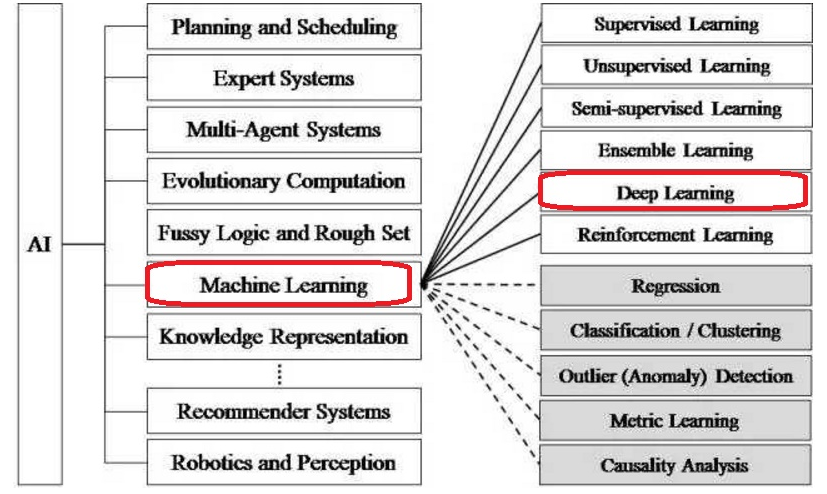 AI
Planning and Scheduling
Expert Systems
Multi-Agent Systems
Evolutionary Computation
Fussy Logic and Rough Set
Machine Learning
Knowledge Representation
Recommender Systems
Robotics and Perception
Supervised Learning
Unsupervised Learning
Semi-supervised Learning
Ensemble Learning
Deep Learning
Reinforcement Learning
Regression
Classification / Clustering
Outlier (Anomaly) Detection
Metric Learning
Causality Analysis